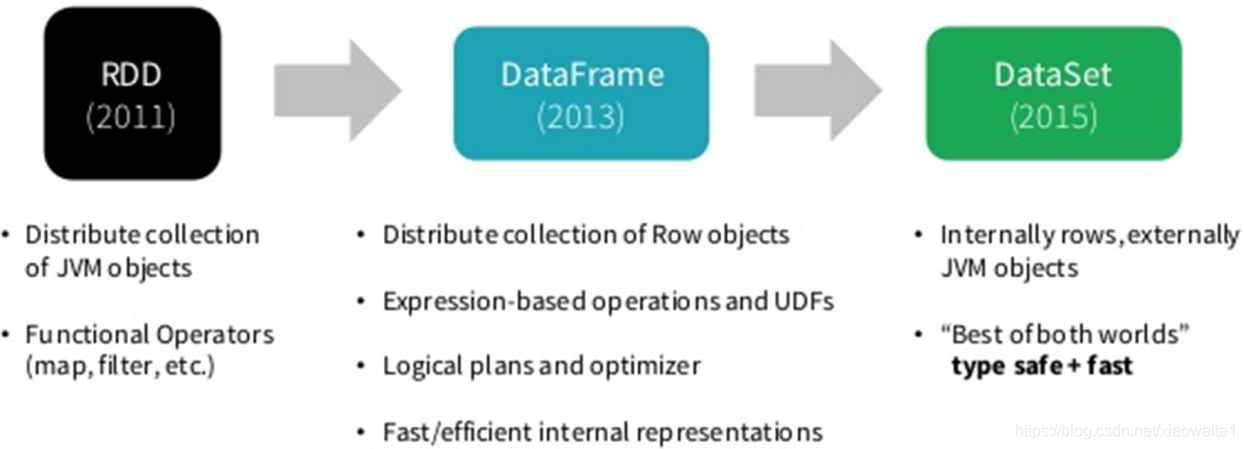 RDD
(2011)
DataFrame
(2013)
DataSet
(2015)
• Distribute collection
of JVM objects
• Functional Operators
(map, filter, etc.)
• Distribute collection of Row objects
• Expression-based operations and UDFs
• Logical plans and optimizer
• Fast/efficient internal representations
• Internally rows, externally
JVM objects
• “Best of both worlds”
type safe + fast
https://blog.csdn.net/xiaoweite1